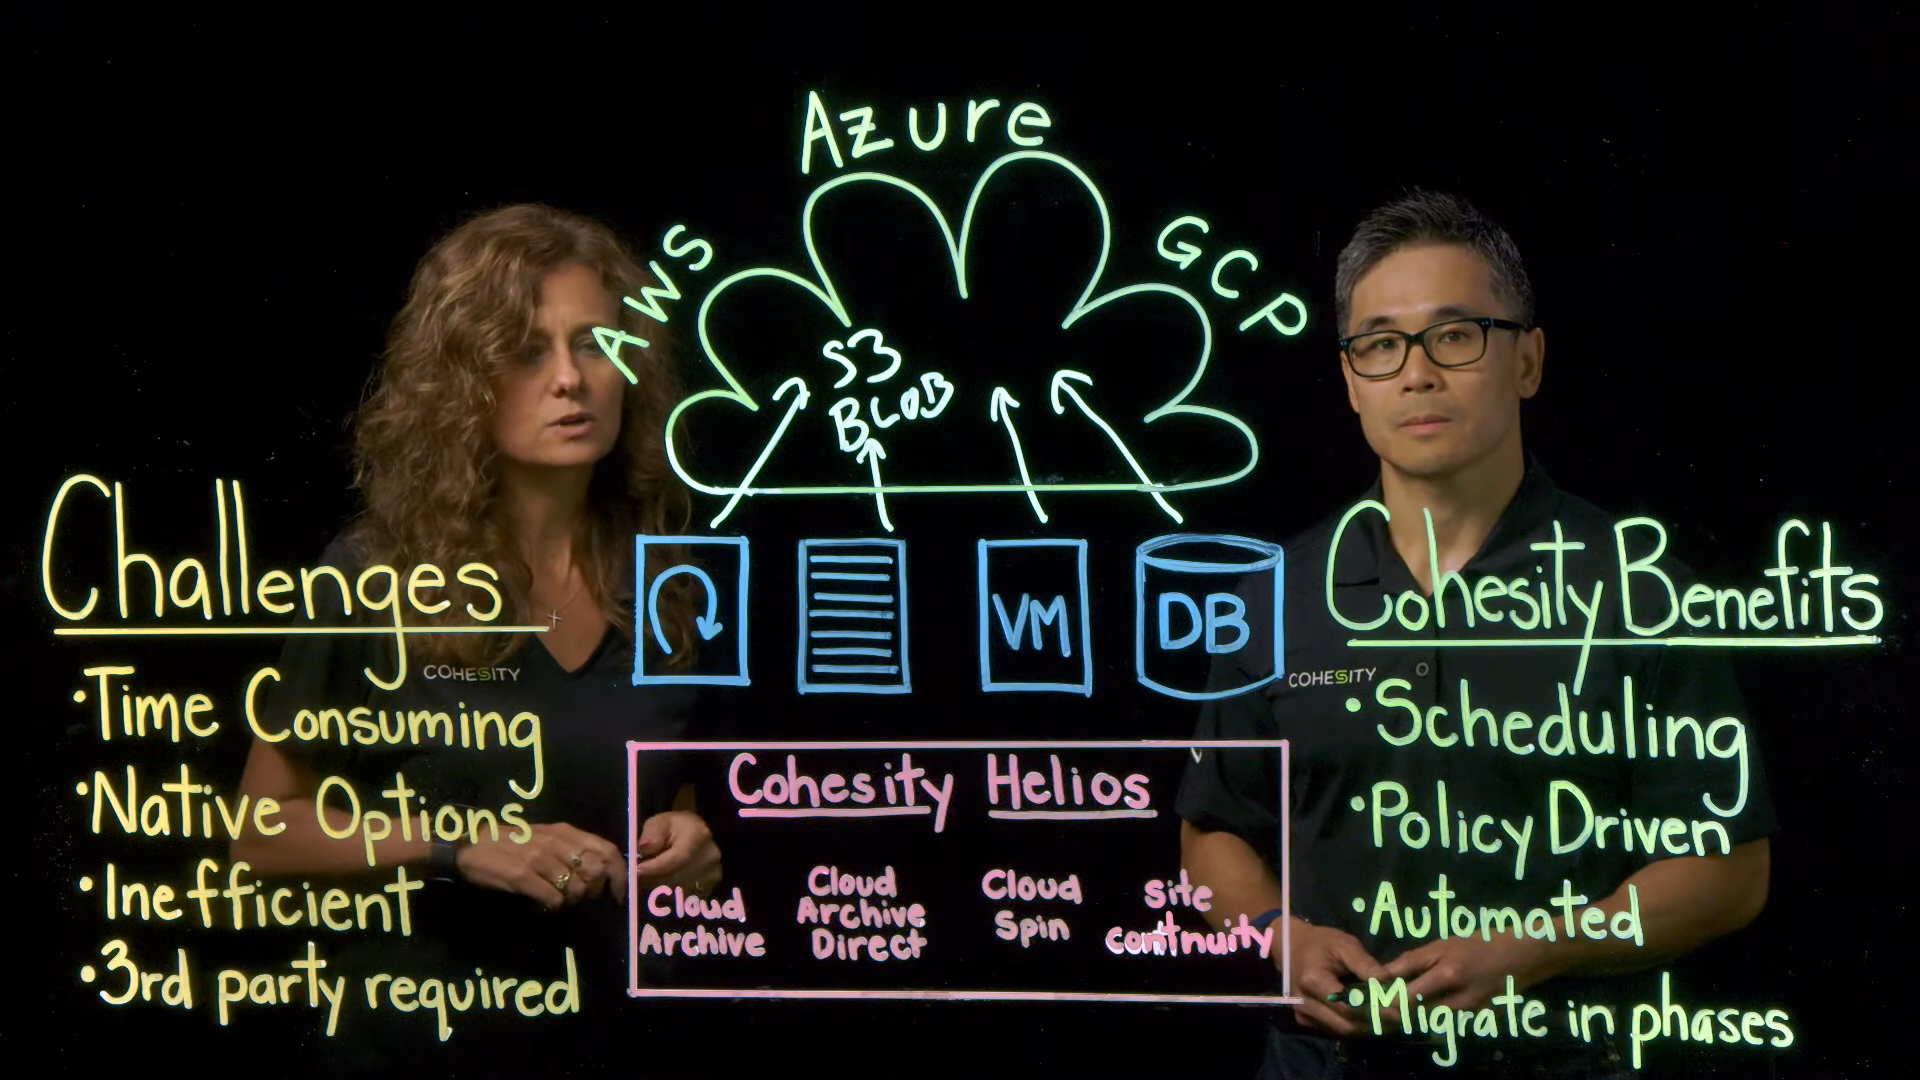 Azure
AWS
GCP
S3
BLOB
VM
DB
Challenges
•Time Consuming
•Native Options
•Inefficient
•3rd party required
COHESITY
Cohesity Helios
Cloud
Archive
Cloud
Archive
Direct
Cloud
Spin
Site
continuity
COHESITY
Cohesity Benefits
•Scheduling
•Policy Driven
•Automated
•Migrate in phases